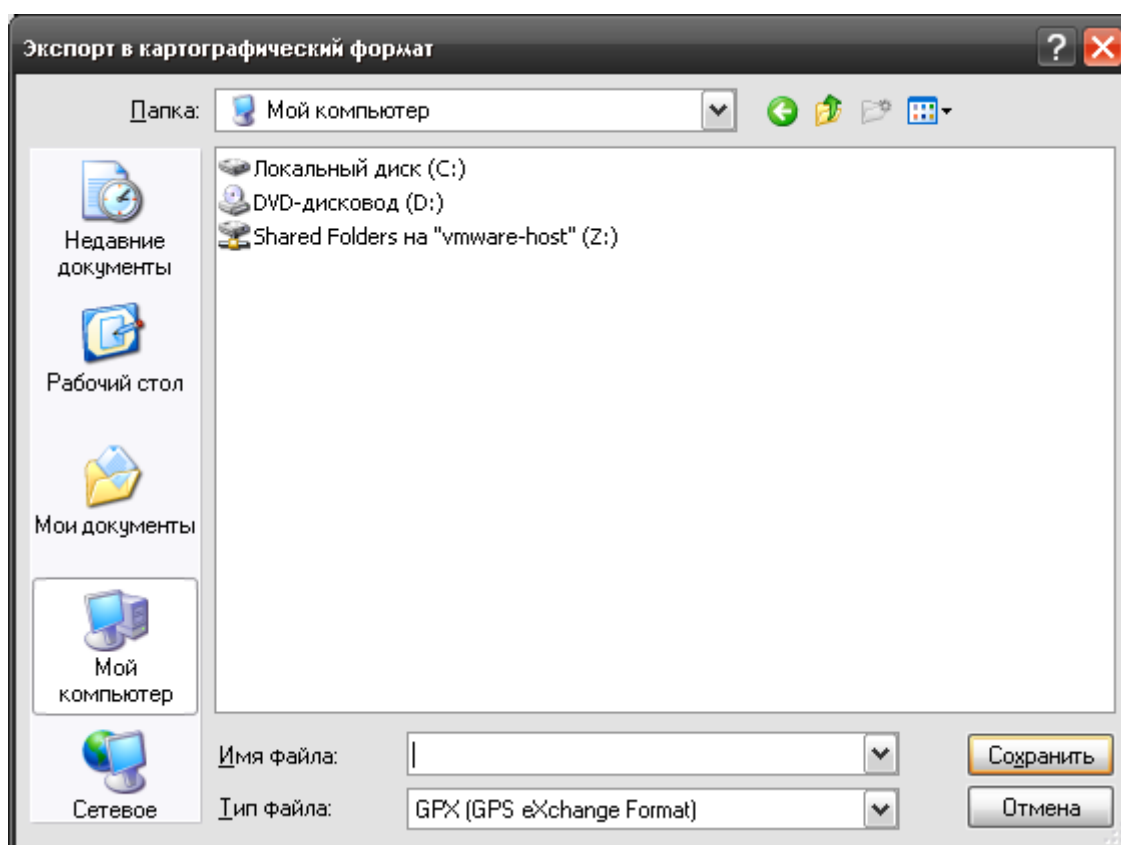 Экспорт в картографический формат
Папка:
Мой компьютер
Локальный диск (C:)
DVD-дисковод (D:)
Shared Folders на "vmware-host" (Z:)
Недавние
документы
Рабочий стол
Мои документы
Мой
компьютер
Сетевое
Имя файла:
Сохранить
Тип файла:
GPX (GPS eXchange Format)
Отмена